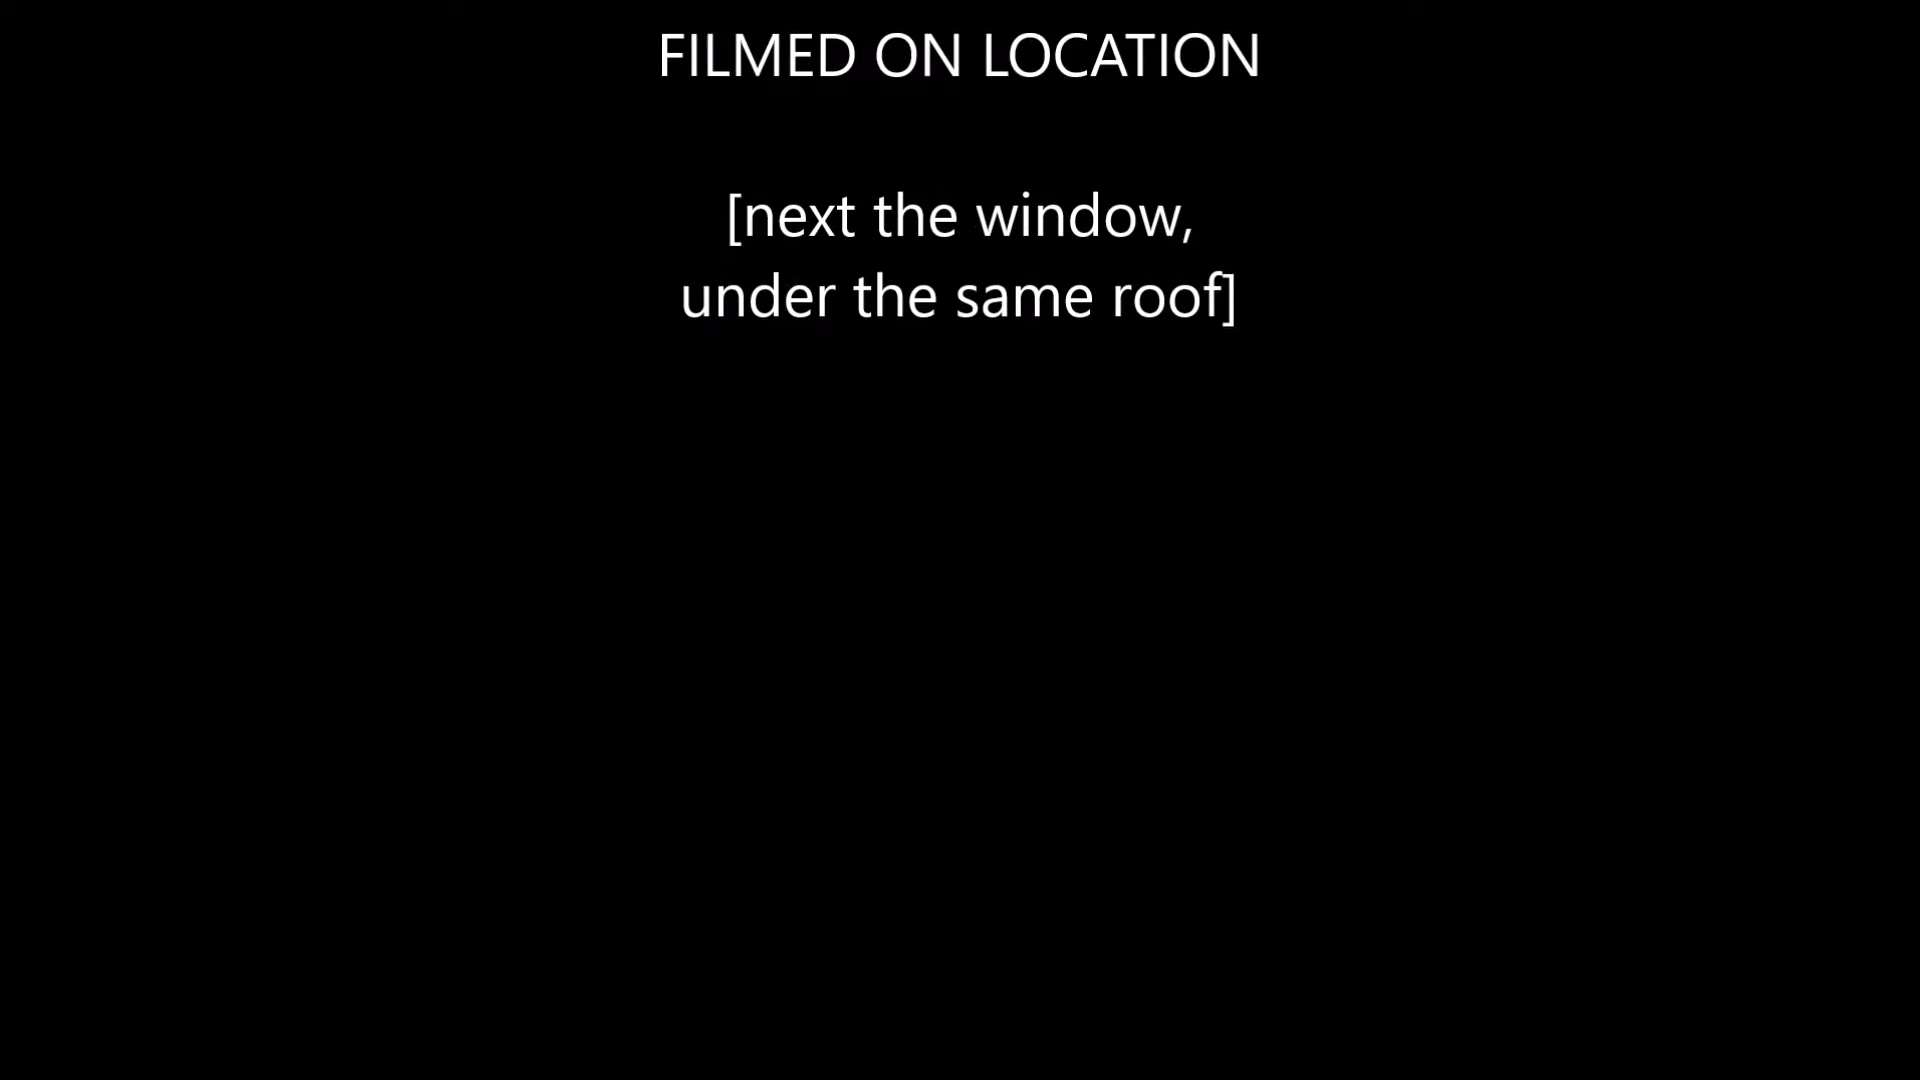 FILMED ON LOCATION
[next the window,
under the same roof]